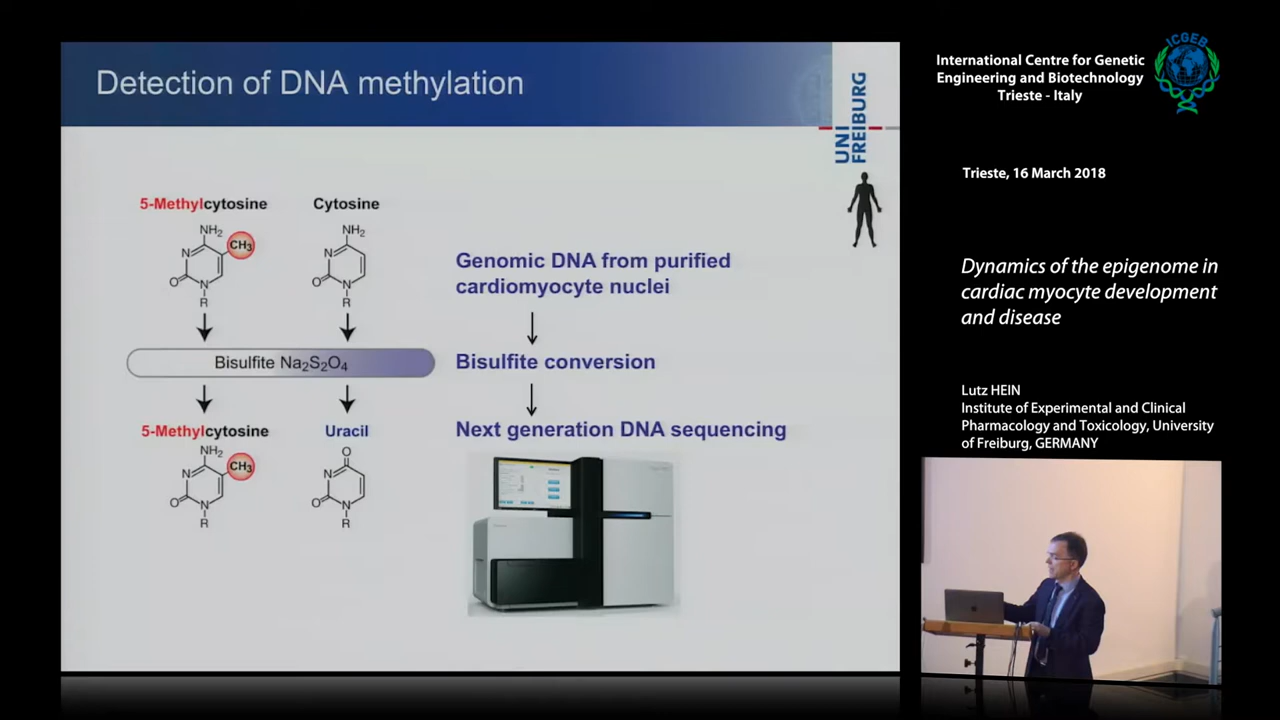 Detection of DNA methylation
UNI
FREIBURG
5-Methylcytosine
Cytosine
NH₂
CH₃
N
O
N
R
NH₂
N
O
N
R
Bisulfite Na₂S₂O₄
5-Methylcytosine
Uracil
NH₂
CH₃
N
O
N
R
O
N
O
N
R
Genomic DNA from purified
cardiomyocyte nuclei
Bisulfite conversion
Next generation DNA sequencing
International Centre for Genetic
Engineering and Biotechnology
Trieste - Italy
ICGEB
Trieste, 16 March 2018
Dynamics of the epigenome in
cardiac myocyte development
and disease
Lutz HEIN
Institute of Experimental and Clinical
Pharmacology and Toxicology, University
of Freiburg, GERMANY